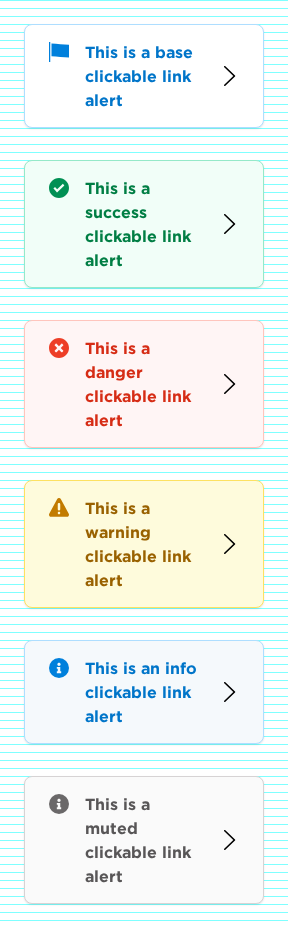 This is a base
clickable link
alert
This is a
success
clickable link
alert
This is a
danger
clickable link
alert
This is a
warning
clickable link
alert
This is an info
clickable link
alert
This is a
muted
clickable link
alert